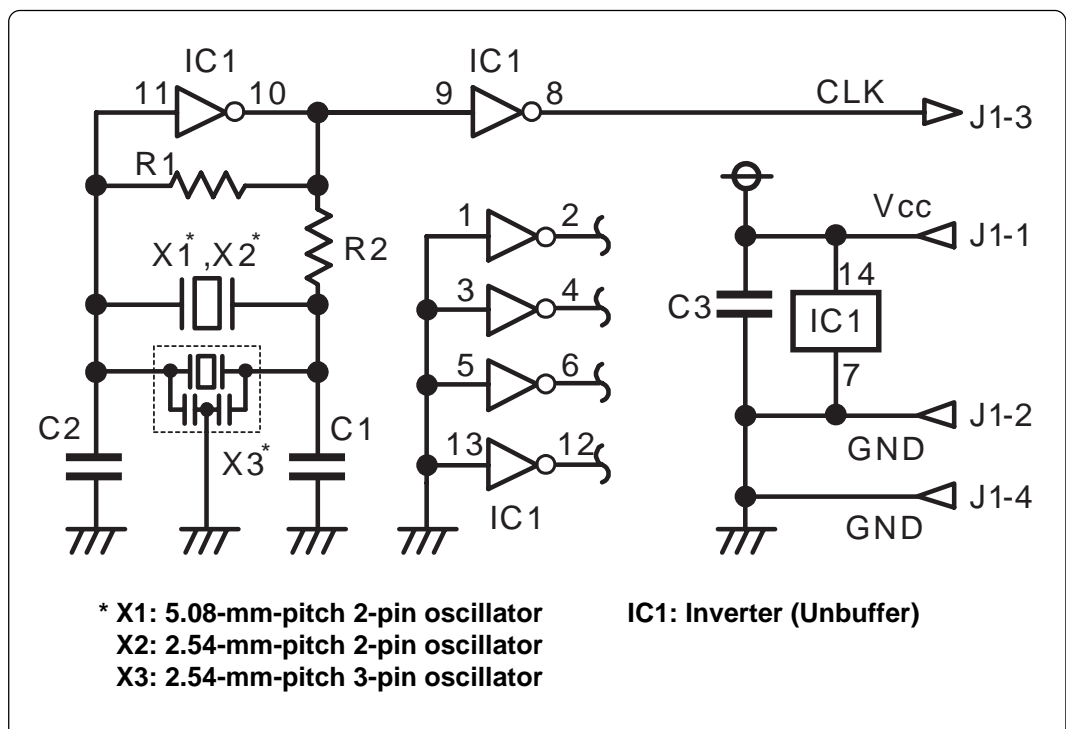 IC1 IC1
11 10 9 8 CLK J1-3
R1
1 2 Vcc J1-1
R2
X1* ,X2*
14
3 4 C3 IC1
5 6 7
C2 C1 J1-2
13 12 GND
X3*
IC1 J1-4
GND
* X1: 5.08-mm-pitch 2-pin oscillator IC1: Inverter (Unbuffer)
X2: 2.54-mm-pitch 2-pin oscillator
X3: 2.54-mm-pitch 3-pin oscillator